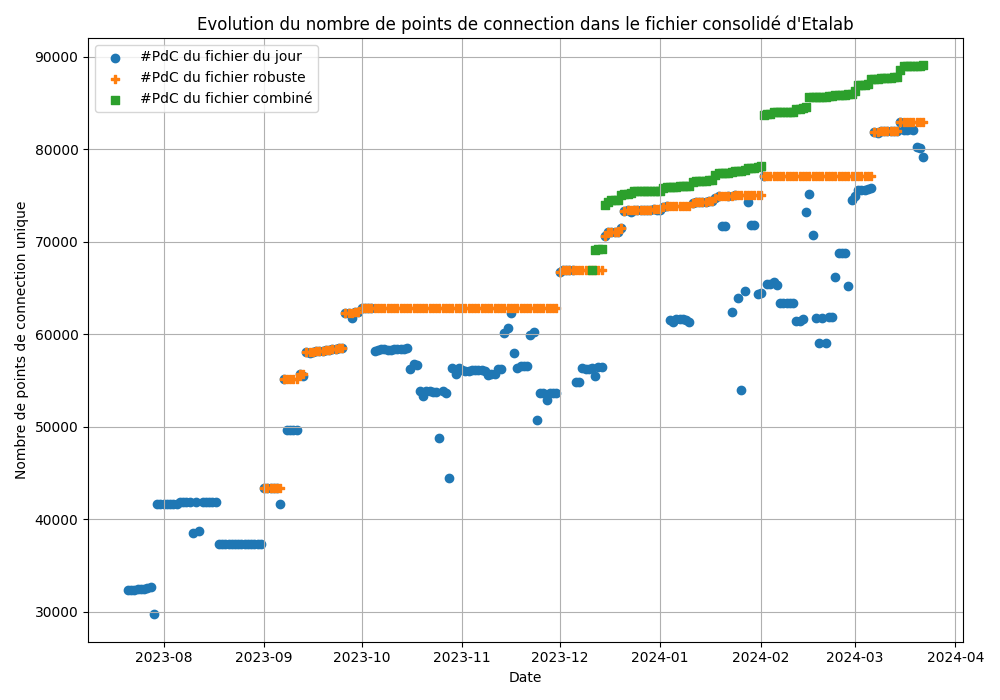 Evolution du nombre de points de connection dans le fichier consolidé d'Etalab
#PdC du fichier du jour
#PdC du fichier robuste
#PdC du fichier combiné
Nombre de points de connection unique
90000
80000
70000
60000
50000
40000
30000
2023-08 2023-09 2023-10 2023-11 2023-12 2024-01 2024-02 2024-03 2024-04
Date